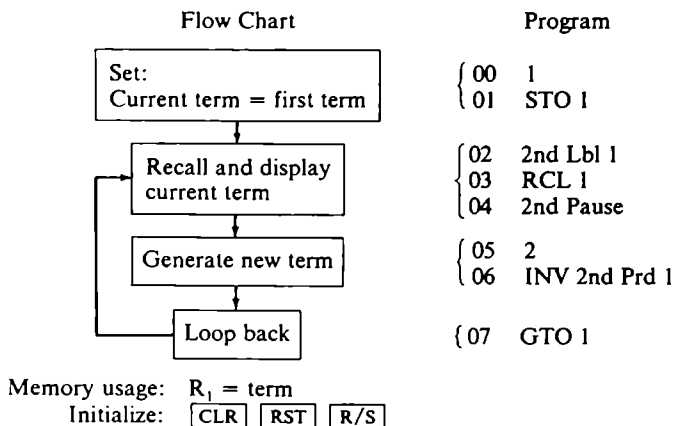 Flow Chart Program
Set:
Current term = first term
00 1
01 STO 1
Recall and display
current term
02 2nd Lbl 1
03 RCL 1
04 2nd Pause
Generate new term
05 2
06 INV 2nd Prd 1
Loop back
07 GTO 1
Memory usage: R₁ = term
Initialize: CLR RST R/S